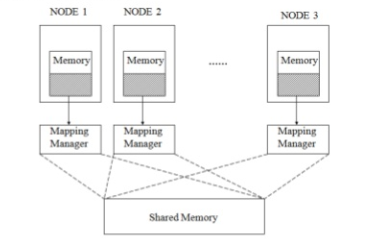 NODE 1 NODE 2 NODE 3
Memory Memory ...... Memory
Mapping Manager
Mapping Manager
Mapping Manager
Shared Memory